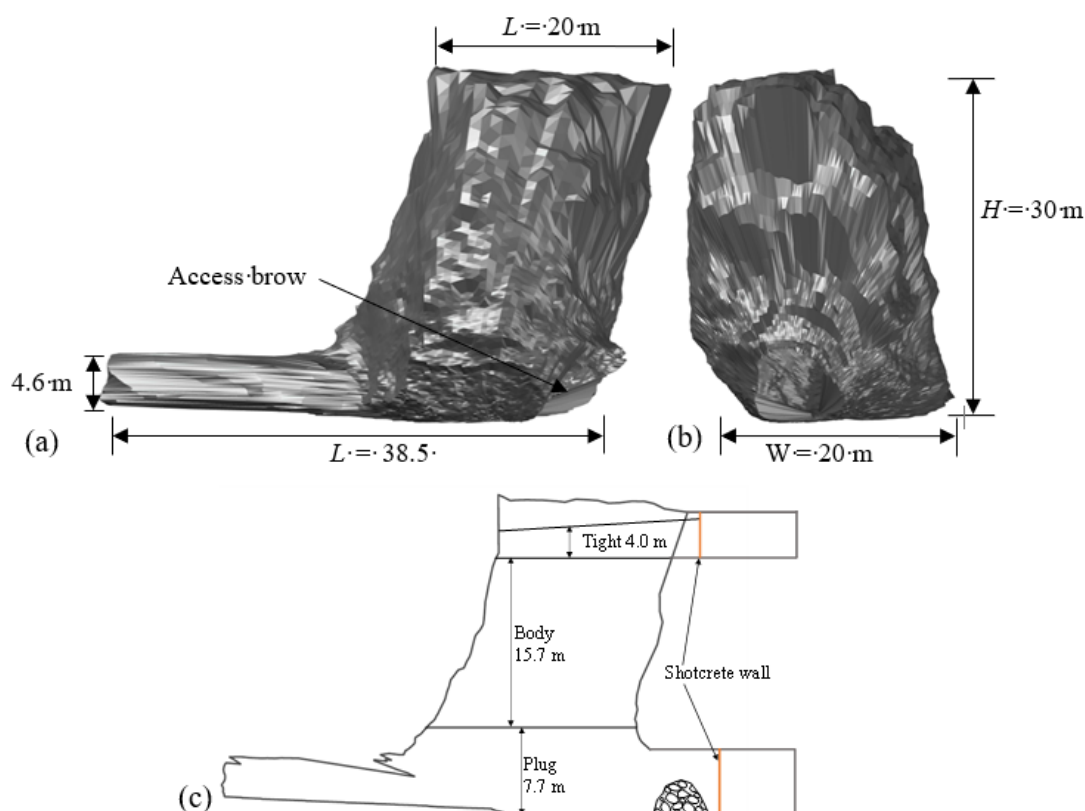 L·=·20·m
H·=·30·m
Access·brow
4.6·m
(a)
(b)
L·=·38.5·
W·=·20·m
Tight 4.0 m
Body
15.7 m
Shotcrete wall
Plug
7.7 m
(c)